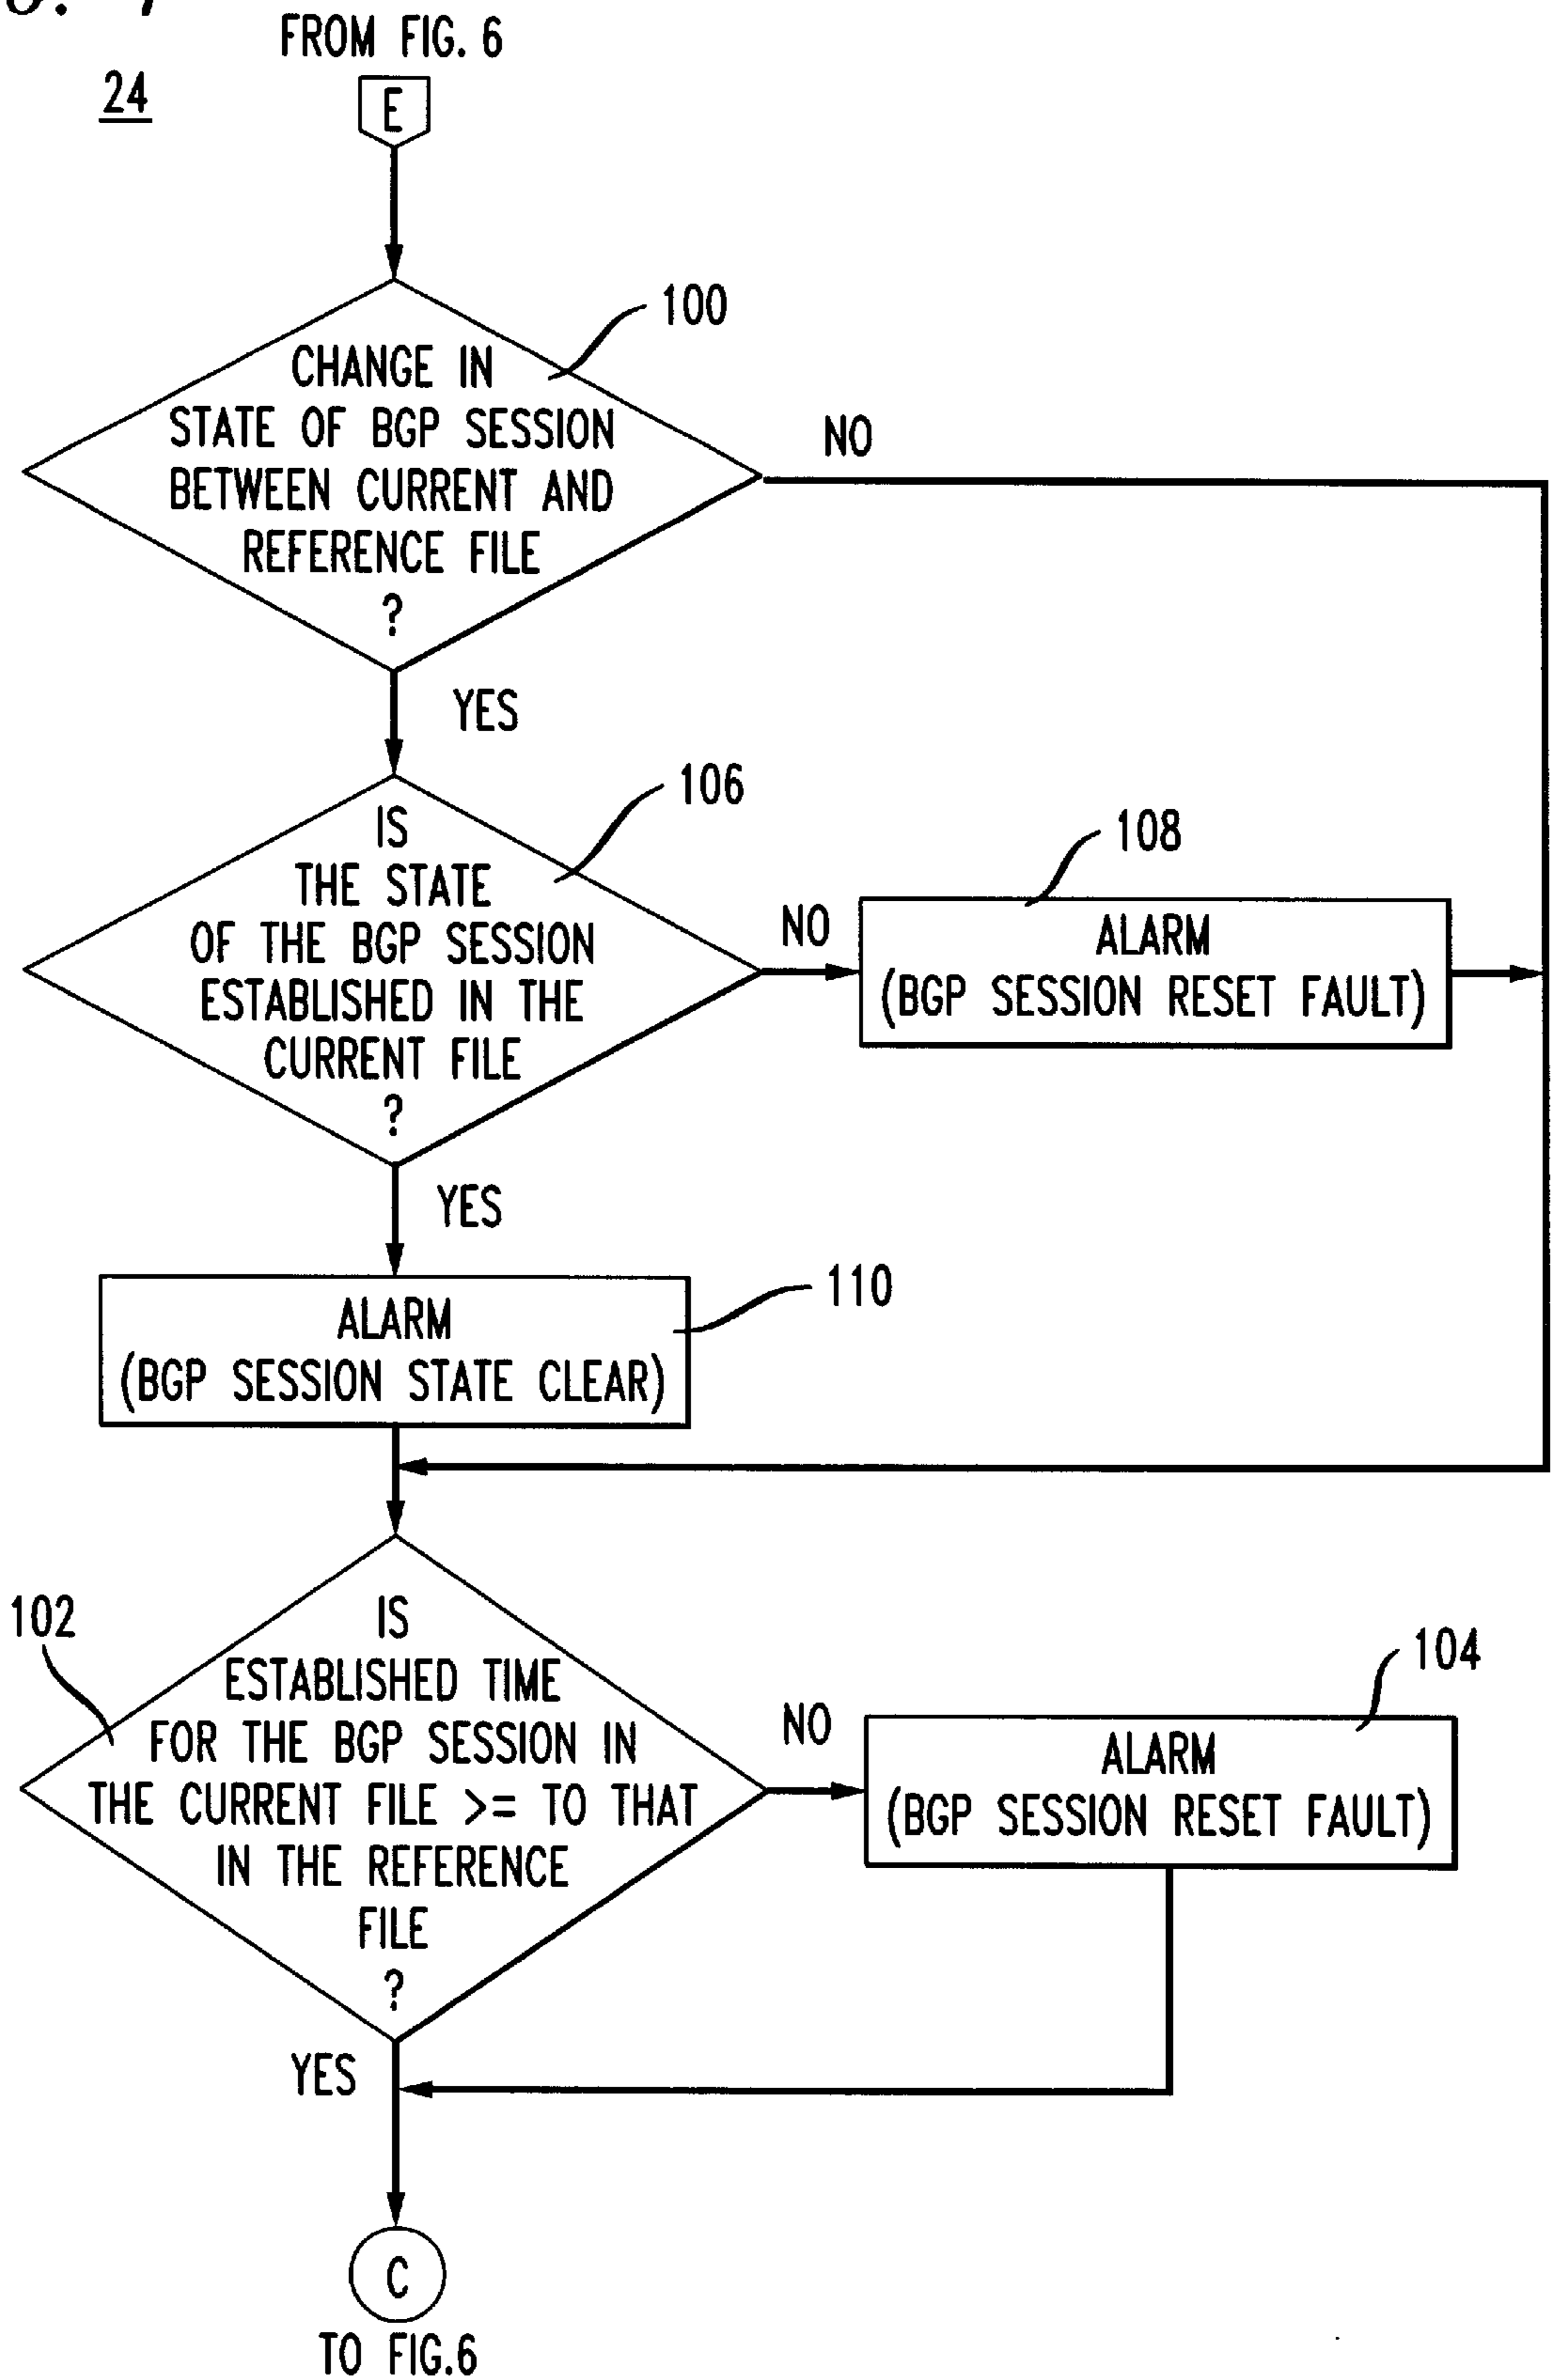 FROM FIG. 6
24
E
100
CHANGE IN
STATE OF BGP SESSION
BETWEEN CURRENT AND
REFERENCE FILE
?
NO
YES
106
IS
THE STATE
OF THE BGP SESSION
ESTABLISHED IN THE
CURRENT FILE
?
NO
108
ALARM
(BGP SESSION RESET FAULT)
YES
110
ALARM
(BGP SESSION STATE CLEAR)
102
IS
ESTABLISHED TIME
FOR THE BGP SESSION IN
THE CURRENT FILE >= TO THAT
IN THE REFERENCE
FILE
?
NO
104
ALARM
(BGP SESSION RESET FAULT)
YES
C
TO FIG.6